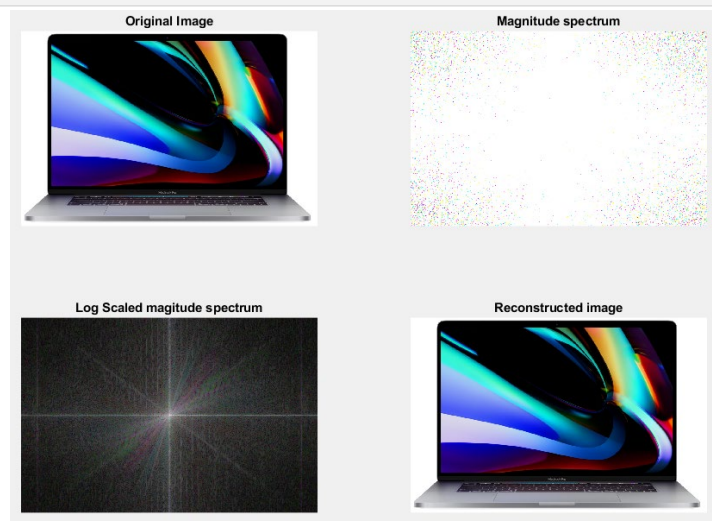 Original Image
Magnitude spectrum
Log Scaled magitude spectrum
Reconstructed image